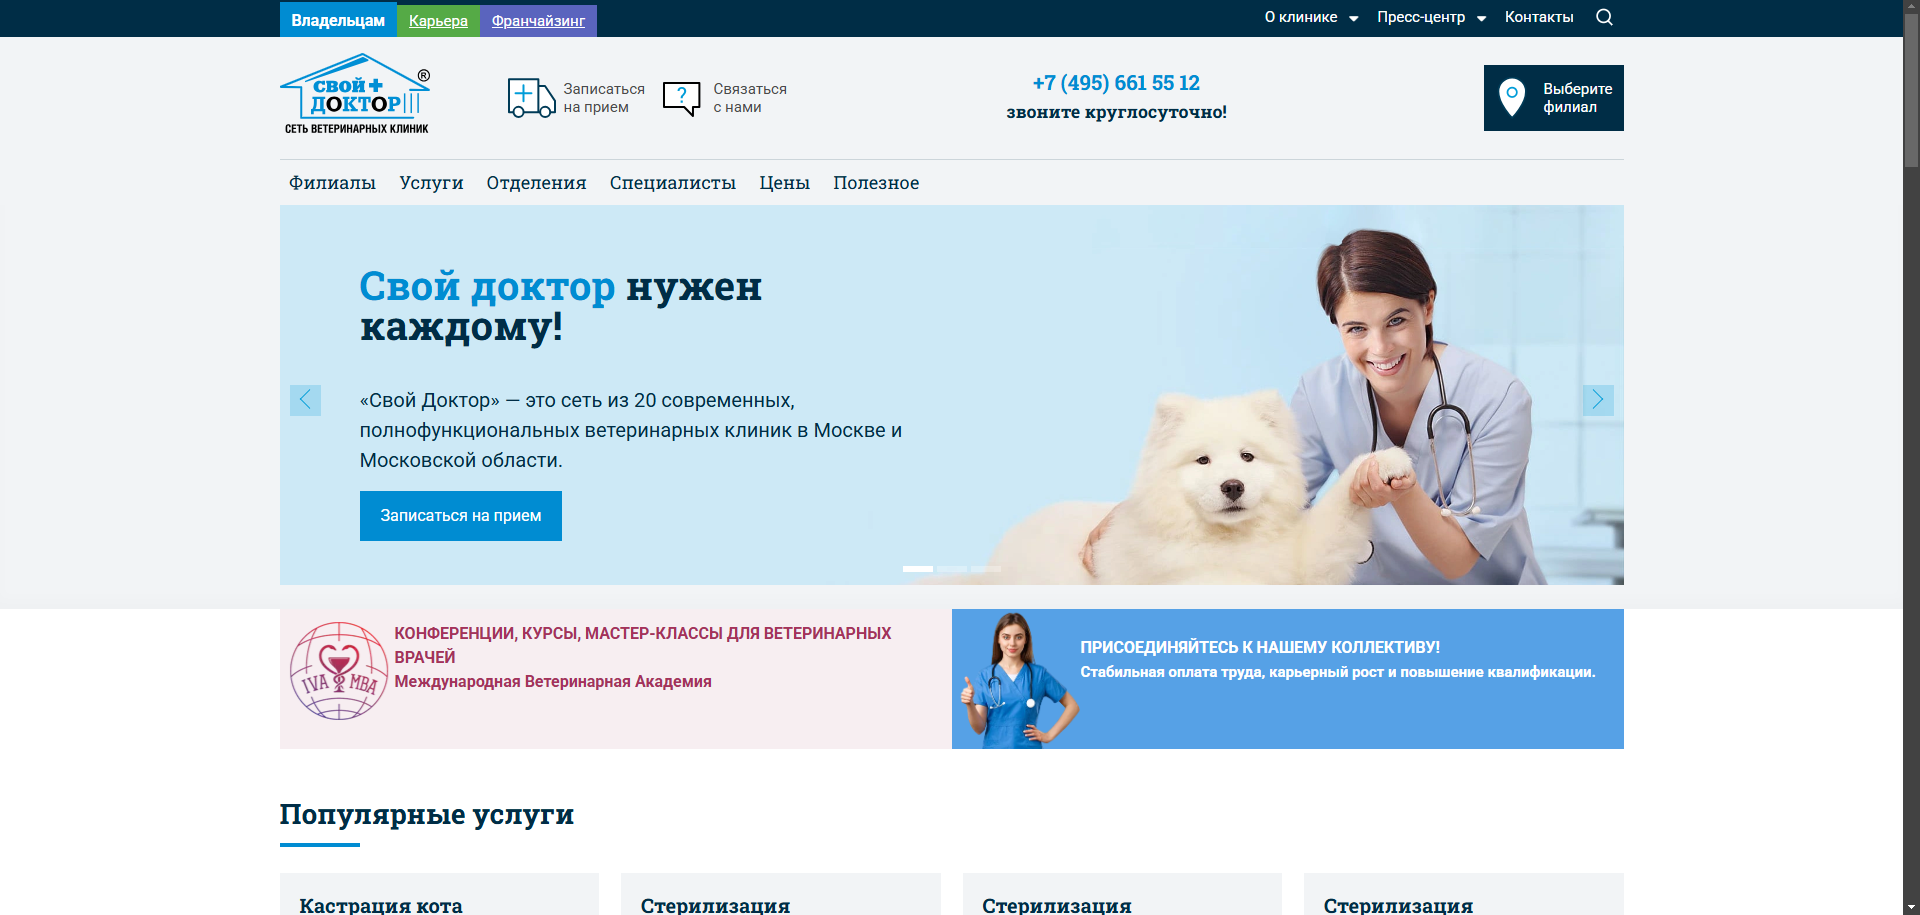 Владельцам
Карьера
Франчайзинг
О клинике
Пресс-центр
Контакты
СВОЙ
ДОКТОР
®
СЕТЬ ВЕТЕРИНАРНЫХ КЛИНИК
Записаться
на прием
?
Связаться
с нами
+7 (495) 661 55 12
звоните круглосуточно!
Выберите
филиал
Филиалы
Услуги
Отделения
Специалисты
Цены
Полезное
Свой доктор нужен
каждому!
«Свой Доктор» — это сеть из 20 современных,
полнофункциональных ветеринарных клиник в Москве и
Московской области.
Записаться на прием
IVA MBA
КОНФЕРЕНЦИИ, КУРСЫ, МАСТЕР-КЛАССЫ ДЛЯ ВЕТЕРИНАРНЫХ
ВРАЧЕЙ
Международная Ветеринарная Академия
ПРИСОЕДИНЯЙТЕСЬ К НАШЕМУ КОЛЛЕКТИВУ!
Стабильная оплата труда, карьерный рост и повышение квалификации.
Популярные услуги
Кастрация кота
Стерилизация
Стерилизация
Стерилизация